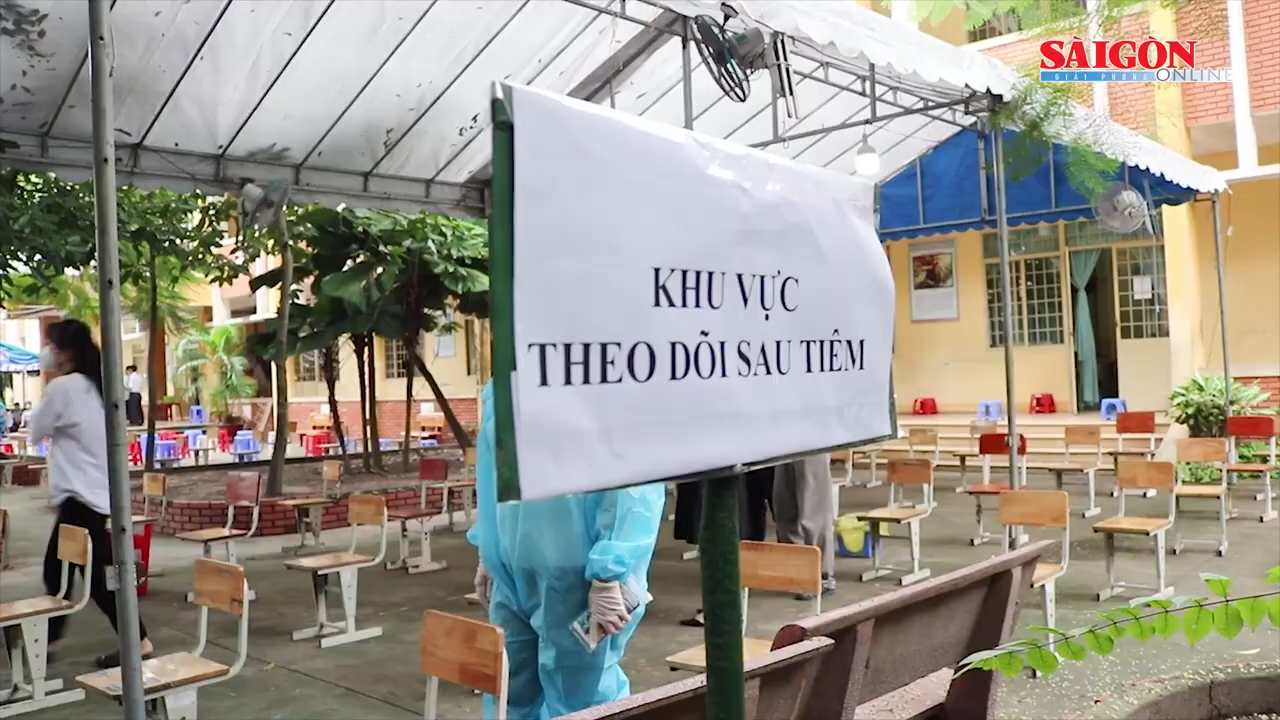 SÀIGÒN
GIẢI PHÓNG ONLINE
KHU VỰC
THEO DÕI SAU TIÊM